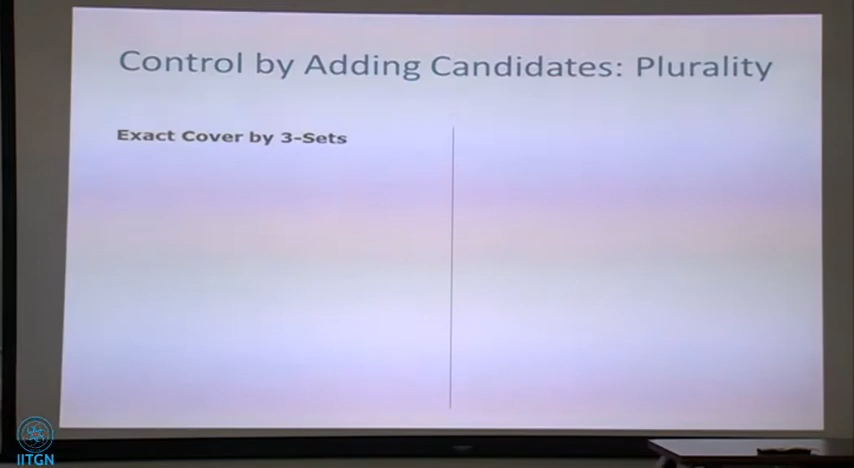 Control by Adding Candidates: Plurality
Exact Cover by 3-Sets
IITGN